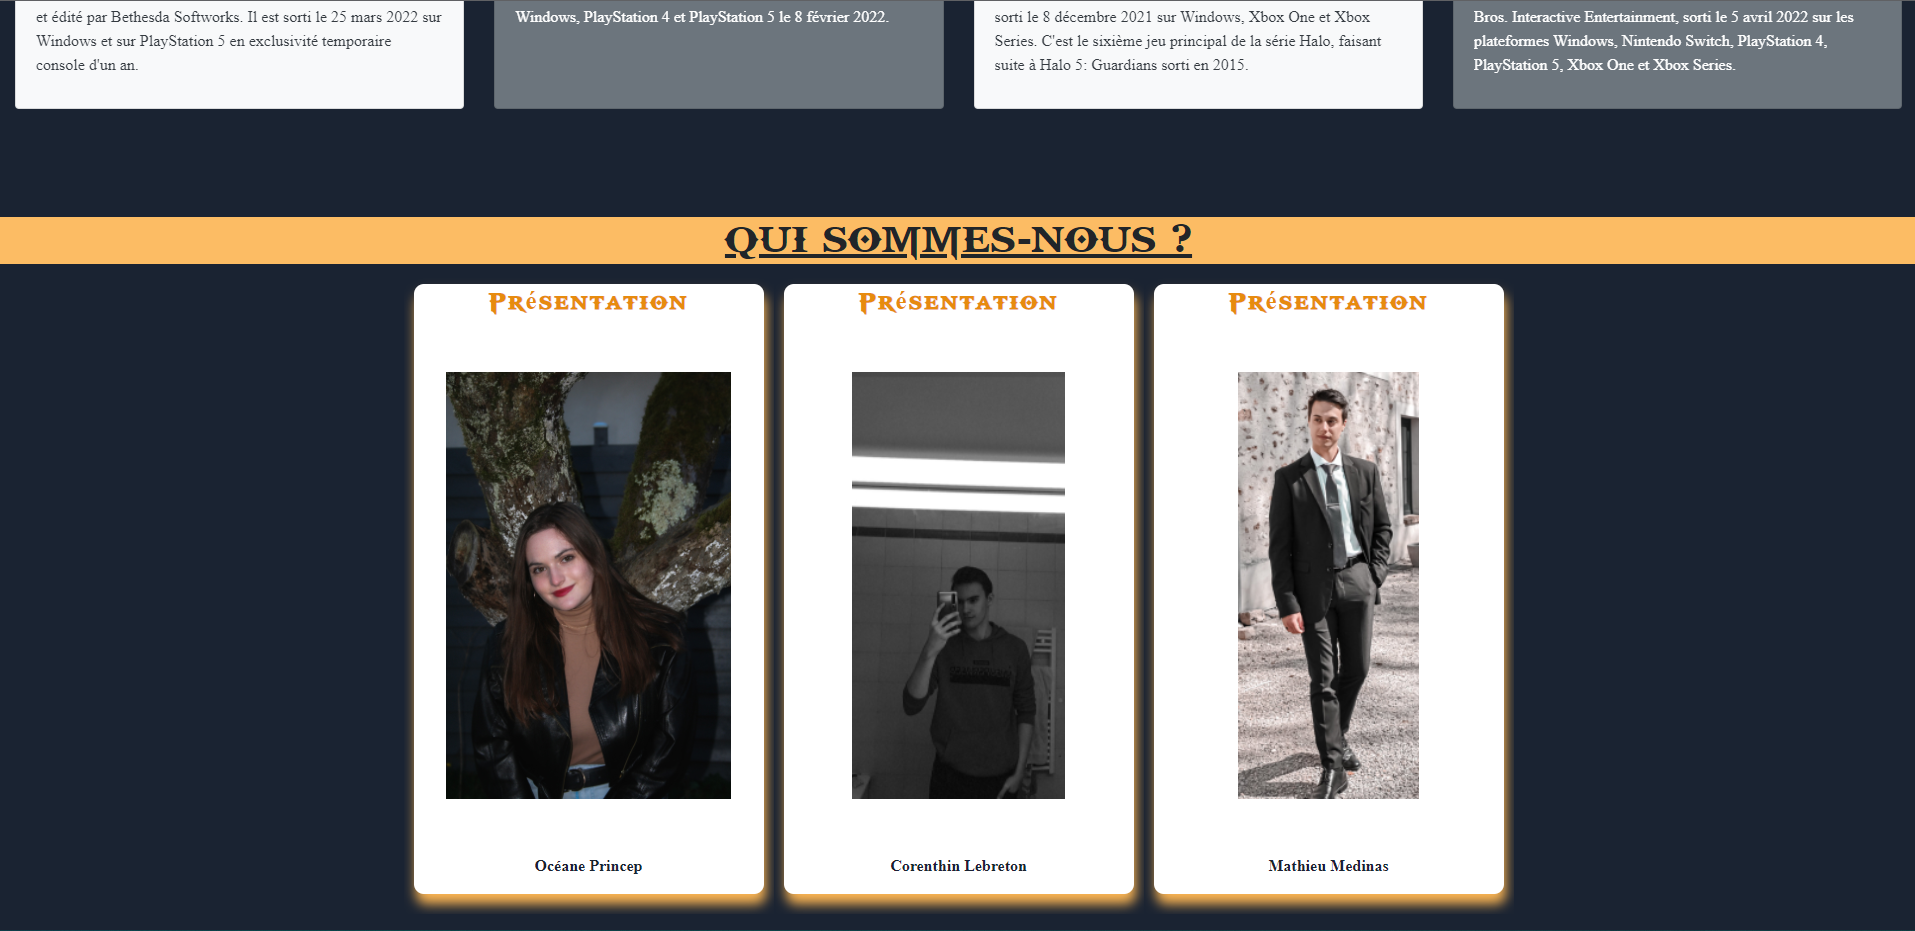 et édité par Bethesda Softworks. Il est sorti le 25 mars 2022 sur
Windows et sur PlayStation 5 en exclusivité temporaire
console d'un an.
Windows, PlayStation 4 et PlayStation 5 le 8 février 2022.
sorti le 8 décembre 2021 sur Windows, Xbox One et Xbox
Series. C'est le sixième jeu principal de la série Halo, faisant
suite à Halo 5: Guardians sorti en 2015.
Bros. Interactive Entertainment, sorti le 5 avril 2022 sur les
plateformes Windows, Nintendo Switch, PlayStation 4,
PlayStation 5, Xbox One et Xbox Series.
QUI SOMMES-NOUS ?
Présentation
Océane Princep
Présentation
Corenthin Lebreton
Présentation
Mathieu Medinas